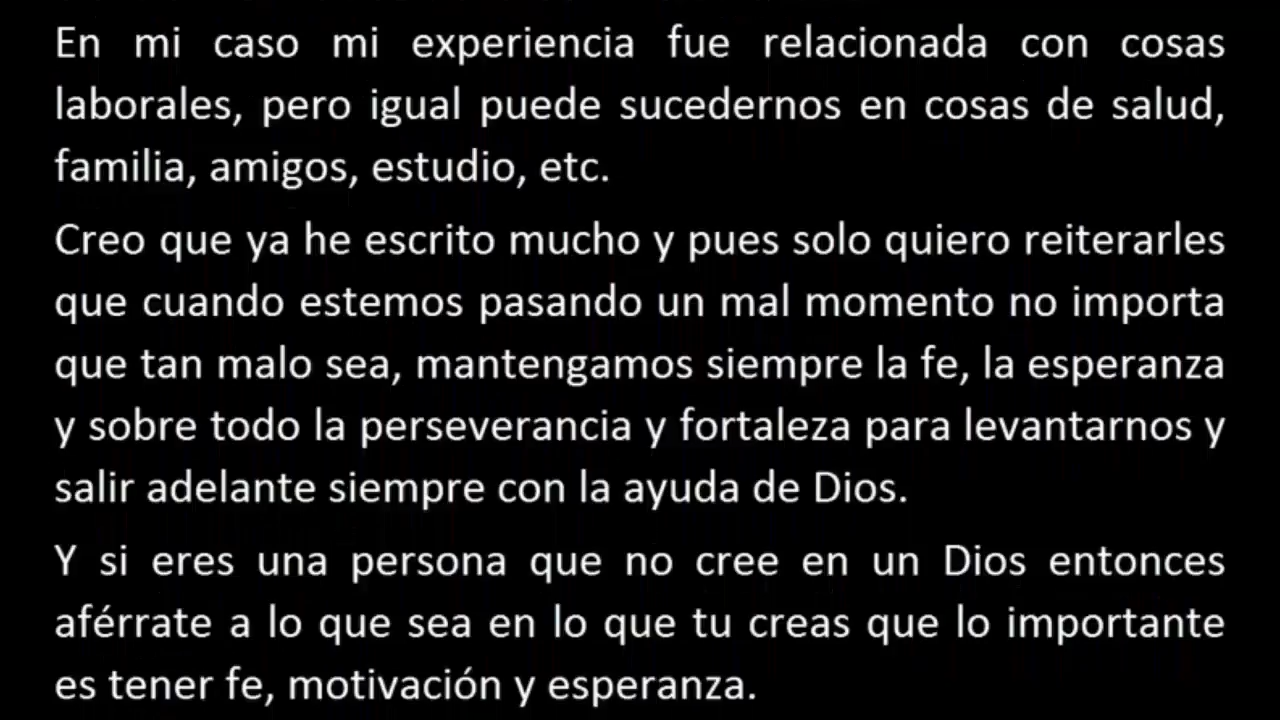 En mi caso mi experiencia fue relacionada con cosas
laborales, pero igual puede sucedernos en cosas de salud,
familia, amigos, estudio, etc.
Creo que ya he escrito mucho y pues solo quiero reiterarles
que cuando estemos pasando un mal momento no importa
que tan malo sea, mantengamos siempre la fe, la esperanza
y sobre todo la perseverancia y fortaleza para levantarnos y
salir adelante siempre con la ayuda de Dios.
Y si eres una persona que no cree en un Dios entonces
aférrate a lo que sea en lo que tu creas que lo importante
es tener fe, motivación y esperanza.